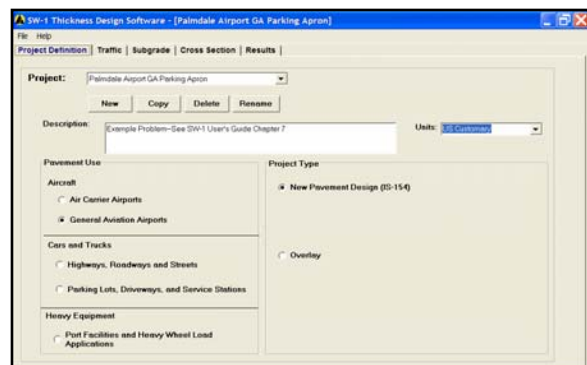 SW-1 Thickness Design Software - [Palmdale Airport GA Parking Apron]
File Help
Project Definition Traffic Subgrade Cross Section Results
Project: Palmdale Airport GA Parking Apron
New Copy Delete Rename
Description: Example Problem--See SW-1 User's Guide Chapter 7
Units: US Customary
Pavement Use
Aircraft
Air Carrier Airports
General Aviation Airports
Cars and Trucks
Highways, Roadways and Streets
Parking Lots, Driveways, and Service Stations
Heavy Equipment
Port Facilities and Heavy Wheel Load
Applications
Project Type
New Pavement Design (IS-154)
Overlay